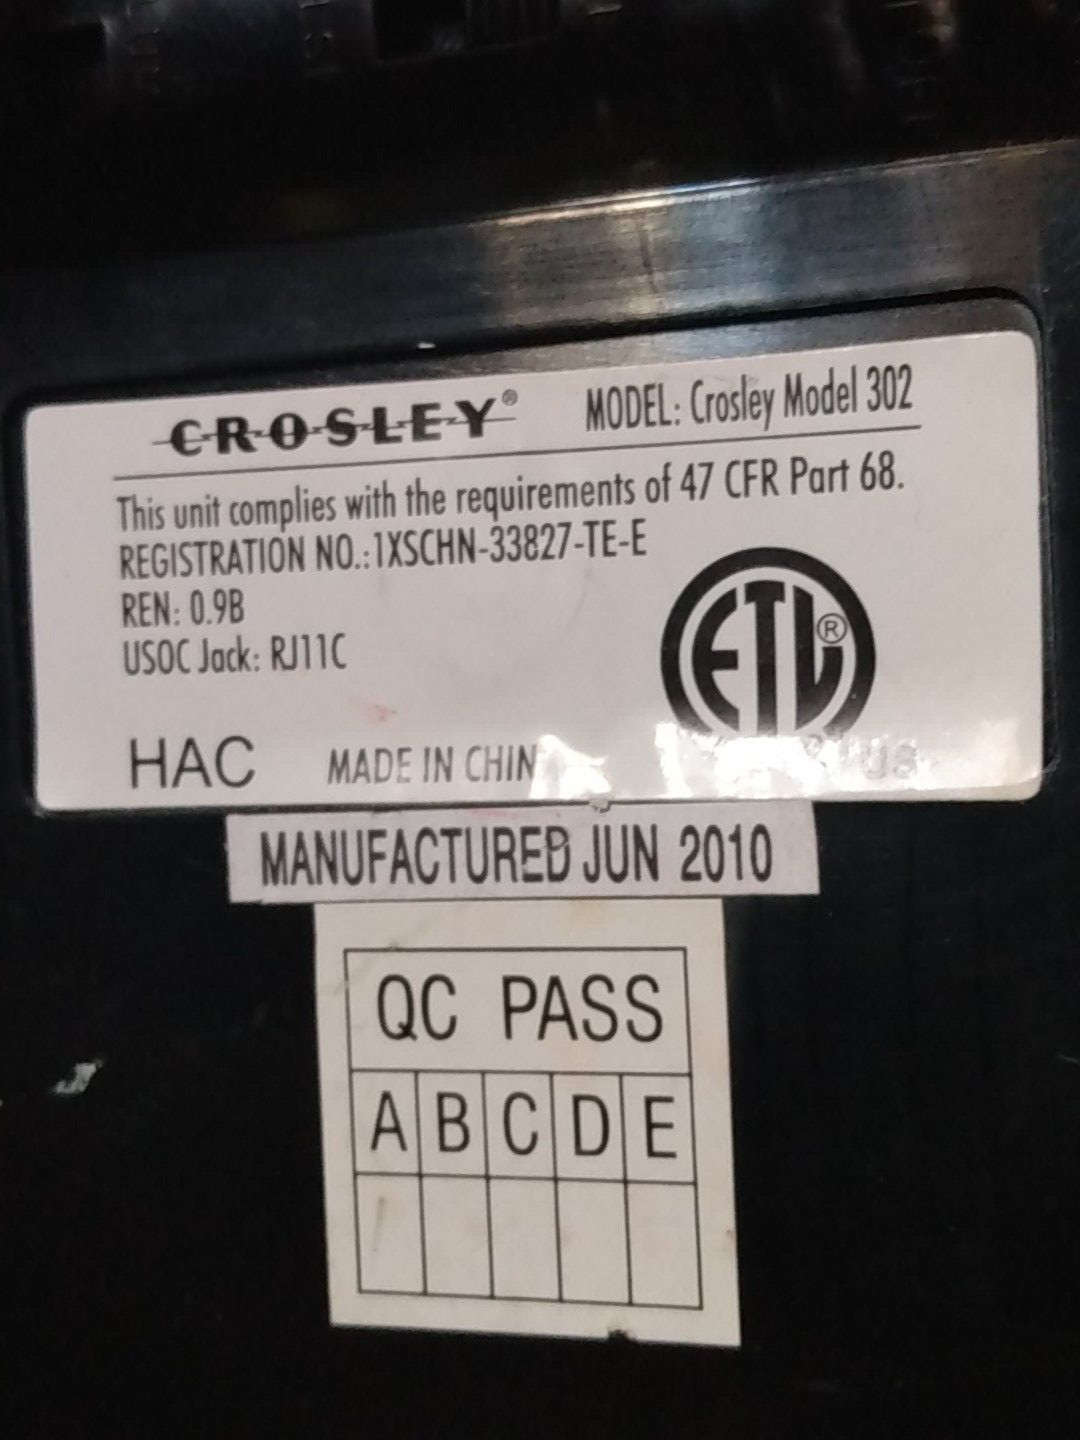 CROSLEY® MODEL: Crosley Model 302
This unit complies with the requirements of 47 CFR Part 68.
REGISTRATION NO.:1XSCHN-33827-TE-E
REN: 0.9B
USOC Jack: RJ11C
ETL®
US
HAC MADE IN CHIN
MANUFACTURED JUN 2010
QC PASS
A B C D E